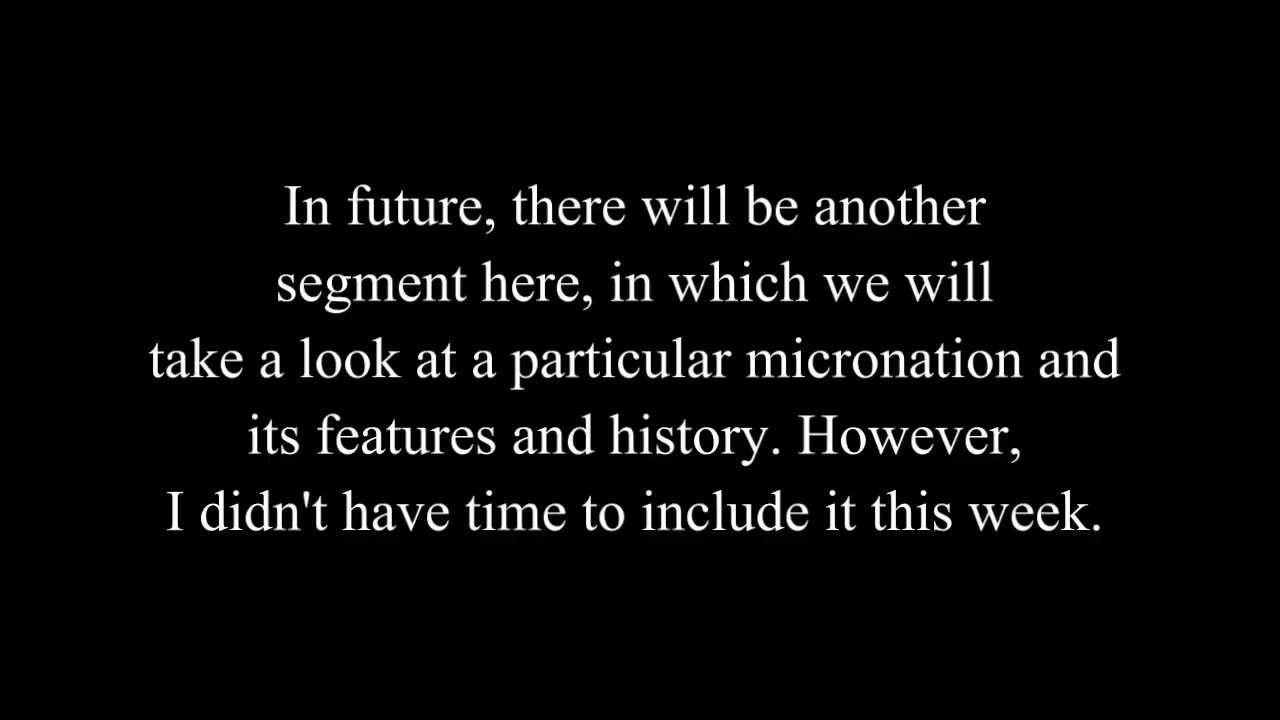 In future, there will be another
segment here, in which we will
take a look at a particular micronation and
its features and history. However,
I didn't have time to include it this week.